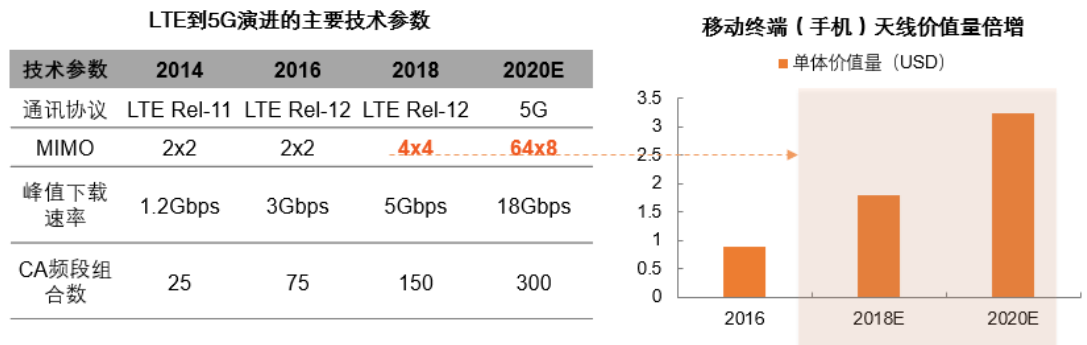 LTE到5G演进的主要技术参数
技术参数 2014 2016 2018 2020E
通讯协议 LTE Rel-11 LTE Rel-12 LTE Rel-12 5G
MIMO 2x2 2x2 4x4 64x8
峰值下载
速率 1.2Gbps 3Gbps 5Gbps 18Gbps
CA频段组
合数 25 75 150 300
移动终端（手机）天线价值量倍增
单体价值量（USD）
3.5
3
2.5
2
1.5
1
0.5
0
2016 2018E 2020E